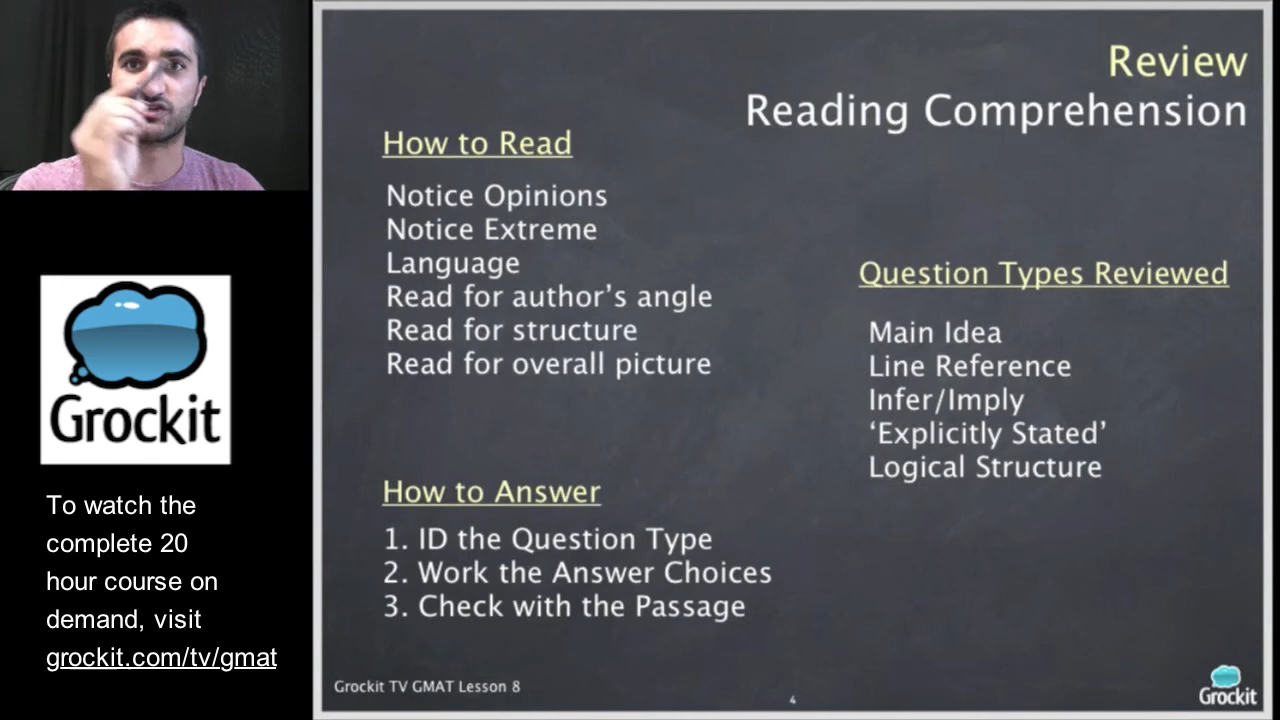 Review
Reading Comprehension
How to Read
Notice Opinions
Notice Extreme
Language
Read for author's angle
Read for structure
Read for overall picture
Question Types Reviewed
Main Idea
Line Reference
Infer/Imply
‘Explicitly Stated’
Logical Structure
How to Answer
1. ID the Question Type
2. Work the Answer Choices
3. Check with the Passage
Grockit TV GMAT Lesson 8
4
Grockit
Grockit
To watch the
complete 20
hour course on
demand, visit
grockit.com/tv/gmat